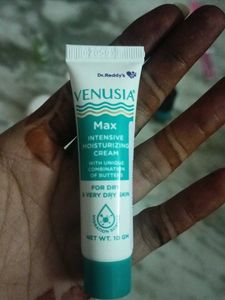 Dr.Reddy's
VENUSIA®
Max
INTENSIVE
MOISTURIZING
CREAM
WITH UNIQUE
COMBINATION
OF BUTTERS
FOR DRY
& VERY DRY SKIN
NET WT. 10 GM